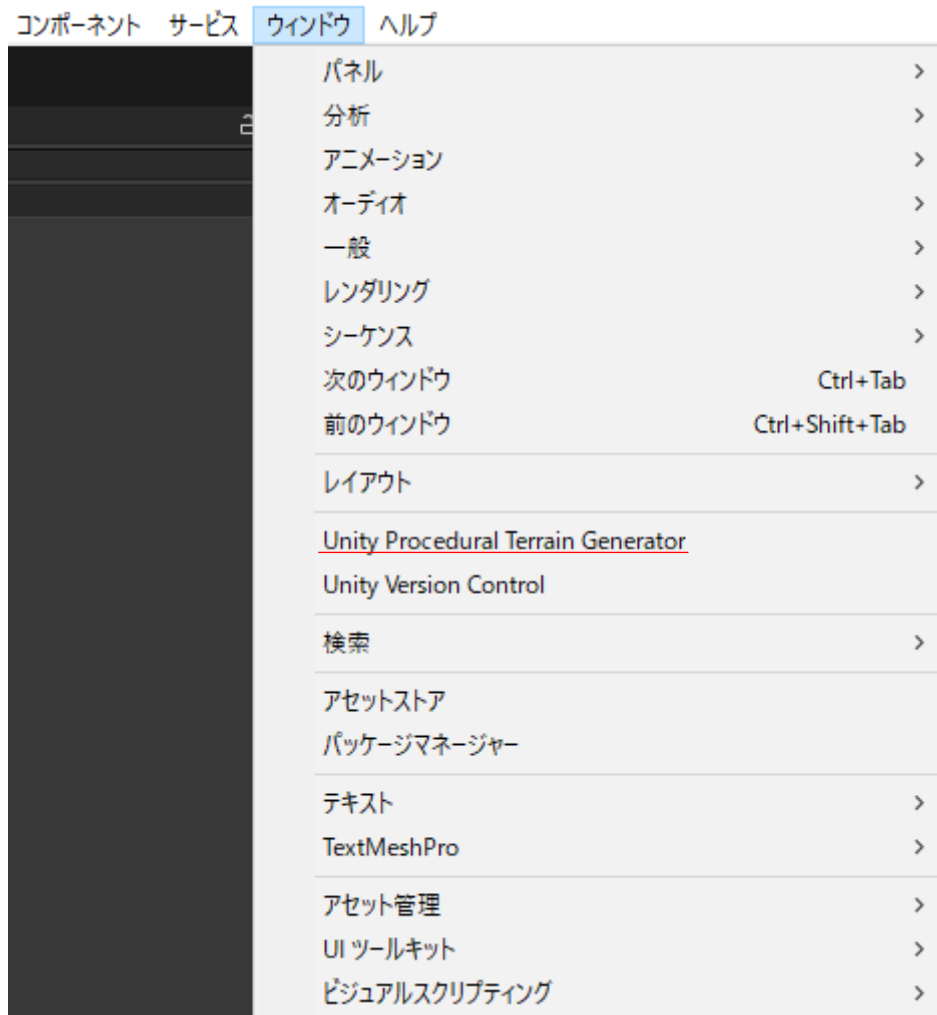 コンポーネント サービス ウィンドウ ヘルプ
パネル
分析
アニメーション
オーディオ
一般
レンダリング
シーケンス
次のウィンドウ Ctrl+Tab
前のウィンドウ Ctrl+Shift+Tab
レイアウト
Unity Procedural Terrain Generator
Unity Version Control
検索
アセットストア
パッケージマネージャー
テキスト
TextMeshPro
アセット管理
UI ツールキット
ビジュアルスクリプティング